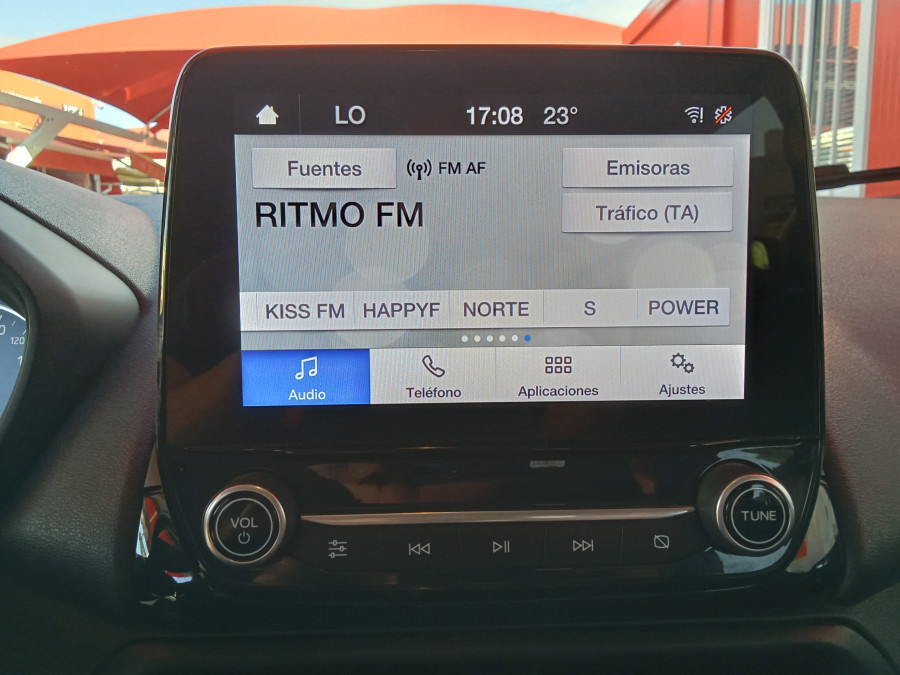 LO 17:08 23°
Fuentes FM AF Emisoras
RITMO FM Tráfico (TA)
KISS FM HAPPYF NORTE S POWER
Audio Teléfono Aplicaciones Ajustes
VOL TUNE
120